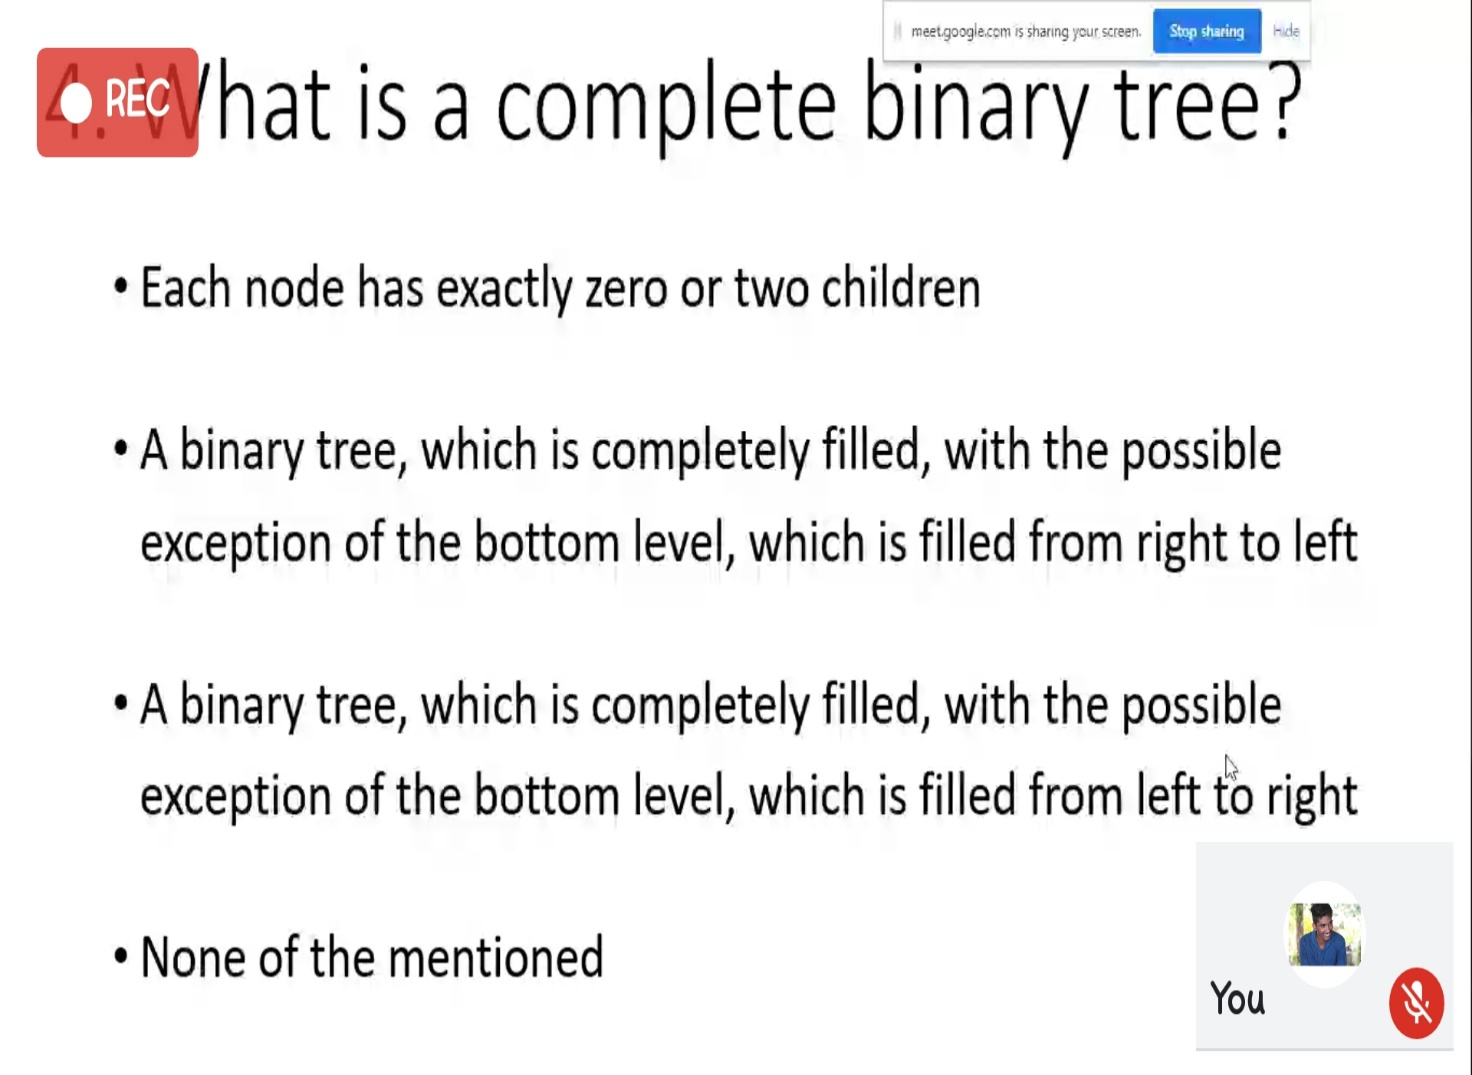 meet.google.com is sharing your screen.
Stop sharing
Hide
REC
4. What is a complete binary tree?
• Each node has exactly zero or two children
• A binary tree, which is completely filled, with the possible
exception of the bottom level, which is filled from right to left
• A binary tree, which is completely filled, with the possible
exception of the bottom level, which is filled from left to right
• None of the mentioned
You